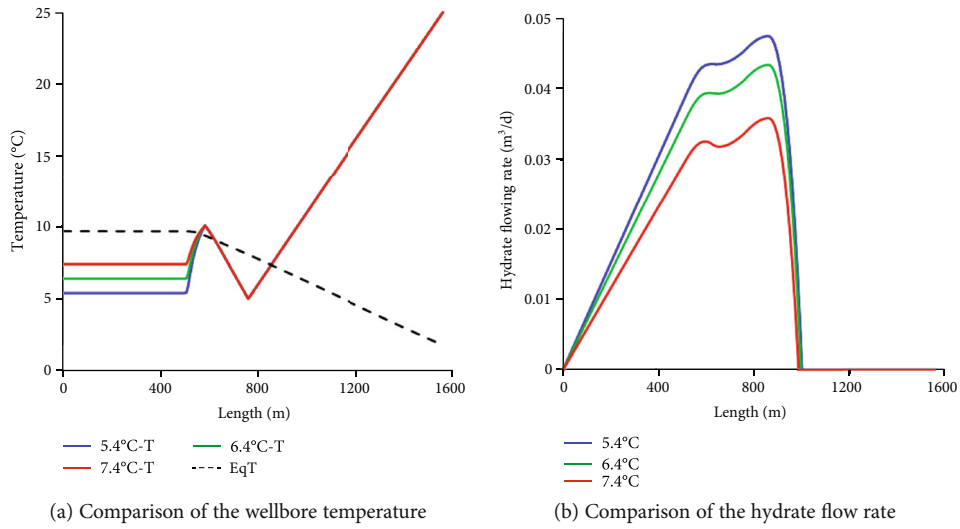 25
20
15
10
5
0
Temperature (°C)
0
400
800
1200
1600
Length (m)
5.4°C-T
6.4°C-T
7.4°C-T
EqT
(a) Comparison of the wellbore temperature
0.05
0.04
0.03
0.02
0.01
0
Hydrate flowing rate (m³/d)
0
400
800
1200
1600
Length (m)
5.4°C
6.4°C
7.4°C
(b) Comparison of the hydrate flow rate